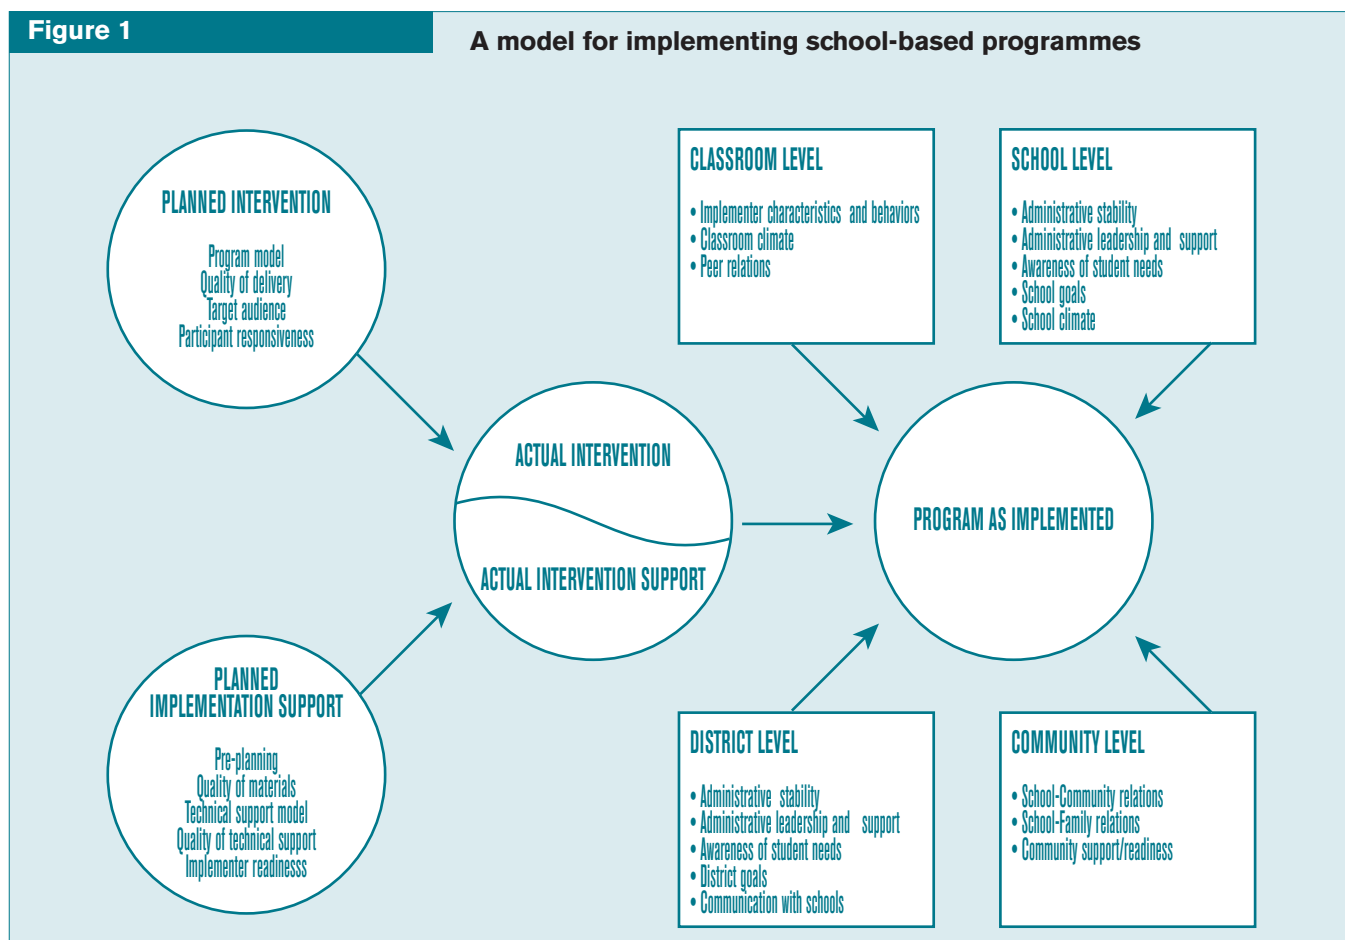 Figure 1
A model for implementing school-based programmes
PLANNED INTERVENTION
Program model
Quality of delivery
Target audience
Participant responsiveness
PLANNED
IMPLEMENTATION SUPPORT
Pre-planning
Quality of materials
Technical support model
Quality of technical support
Implementer readinesss
ACTUAL INTERVENTION
ACTUAL INTERVENTION SUPPORT
CLASSROOM LEVEL
• Implementer characteristics and behaviors
• Classroom climate
• Peer relations
SCHOOL LEVEL
• Administrative stability
• Administrative leadership and support
• Awareness of student needs
• School goals
• School climate
PROGRAM AS IMPLEMENTED
DISTRICT LEVEL
• Administrative stability
• Administrative leadership and support
• Awareness of student needs
• District goals
• Communication with schools
COMMUNITY LEVEL
• School-Community relations
• School-Family relations
• Community support/readiness